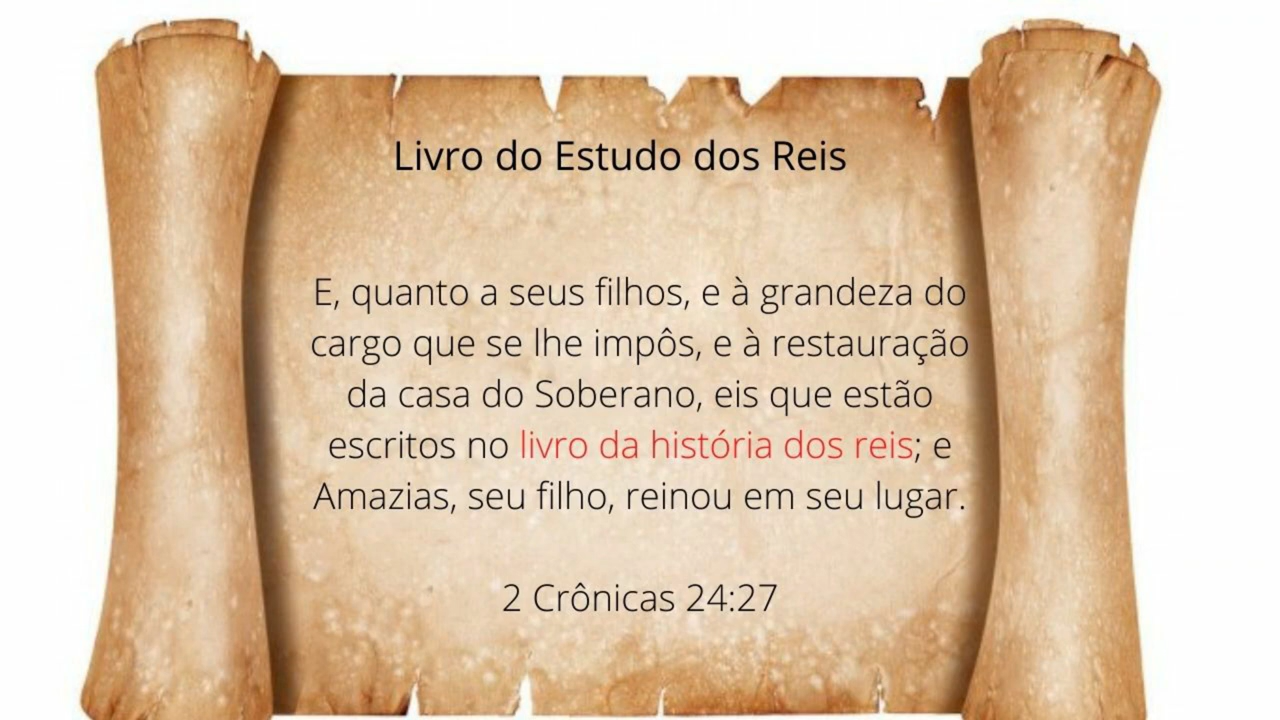 Livro do Estudo dos Reis
E, quanto a seus filhos, e à grandeza do
cargo que se lhe impôs, e à restauração
da casa do Soberano, eis que estão
escritos no livro da história dos reis; e
Amazias, seu filho, reinou em seu lugar.
2 Crônicas 24:27